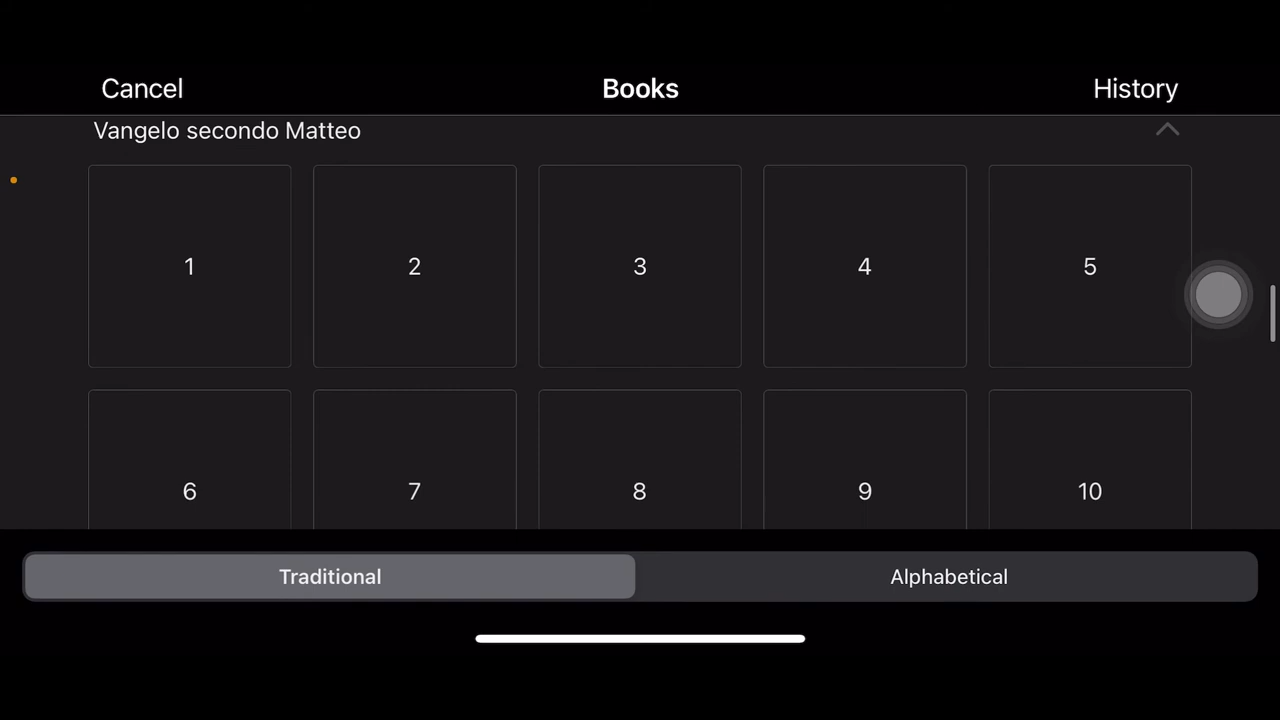 Cancel Books History
Vangelo secondo Matteo
1 2 3 4 5
6 7 8 9 10
Traditional Alphabetical